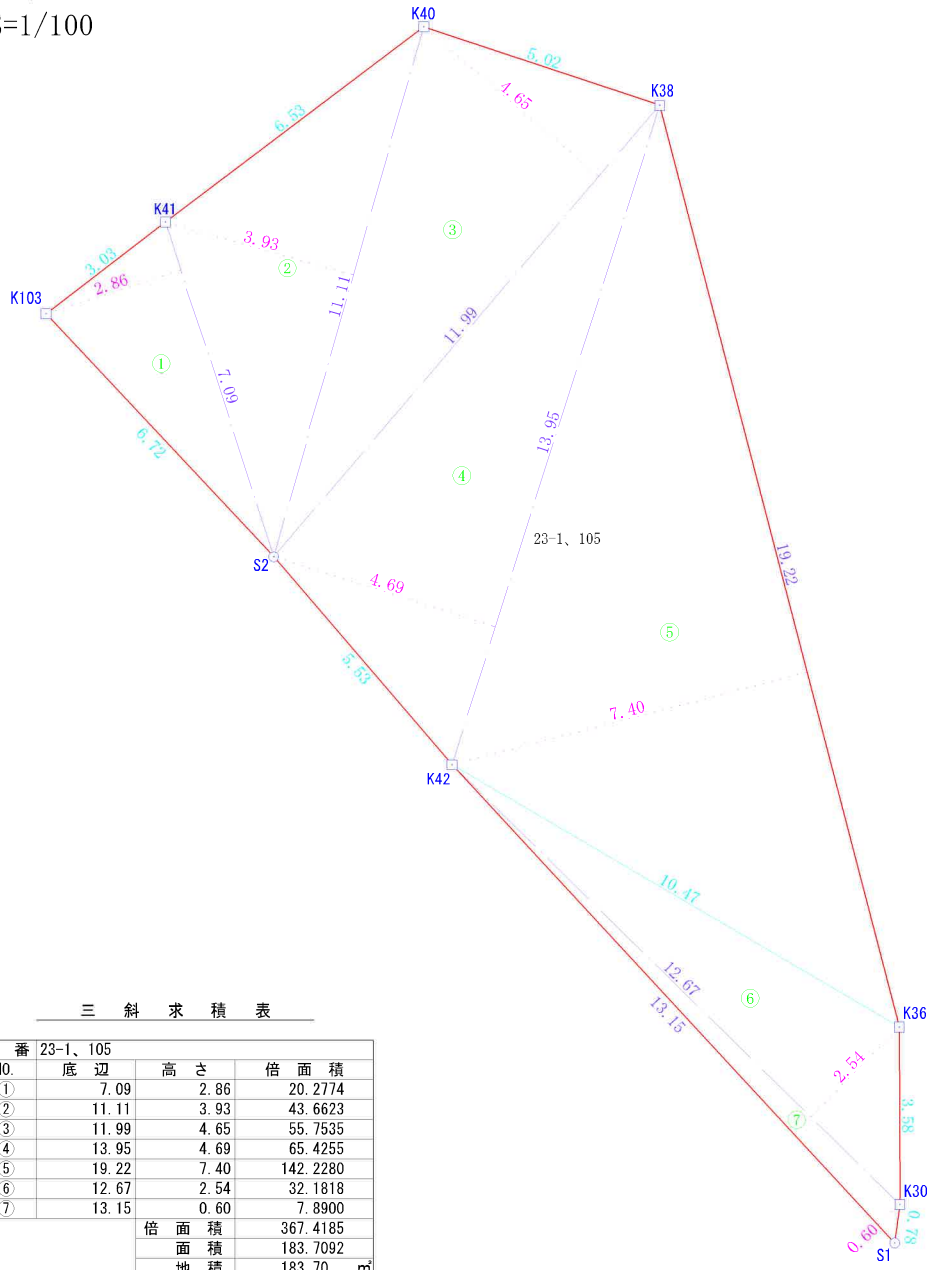 =1/100
K40
5.02
K38
4.65
6.53
K41
③
3.93
②
3.03
2.86
K103
11.11
11.99
①
7.09
13.95
6.72
④
23-1、105
19.22
S2
4.69
⑤
5.53
7.40
K42
10.47
12.67
⑥
13.15
K36
2.54
3.58
⑦
K30
0.78
0.60
S1
三 斜 求 積 表
番 23-1、105
NO. 底 辺 高 さ 倍 面 積
① 7.09 2.86 20.2774
② 11.11 3.93 43.6623
③ 11.99 4.65 55.7535
④ 13.95 4.69 65.4255
⑤ 19.22 7.40 142.2280
⑥ 12.67 2.54 32.1818
⑦ 13.15 0.60 7.8900
倍 面 積 367.4185
面 積 183.7092
地 積 183.70 ㎡